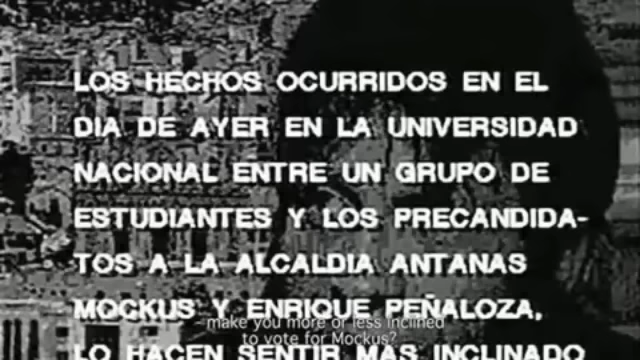 LOS HECHOS OCURRIDOS EN EL
DIA DE AYER EN LA UNIVERSIDAD
NACIONAL ENTRE UN GRUPO DE
ESTUDIANTES Y LOS PRECANDIDA-
TOS A LA ALCALDIA ANTANAS
MOCKUS Y ENRIQUE PEÑALOZA,
LO HACEN SENTIR MAS INCLINADO
- make you more or less inclined
to vote for Mockus?